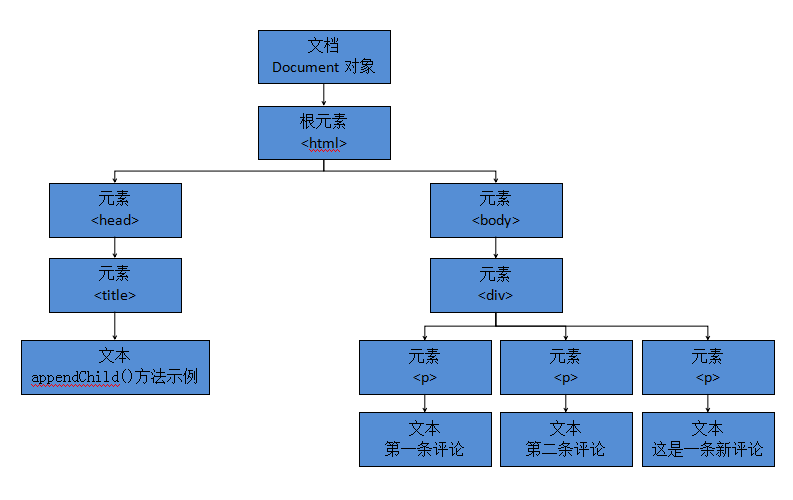 文档
Document 对象
根元素
<html>
元素
<head>
元素
<body>
元素
<title>
元素
<div>
文本
appendChild()方法示例
元素
<p>
元素
<p>
元素
<p>
文本
第一条评论
文本
第二条评论
文本
这是一条新评论